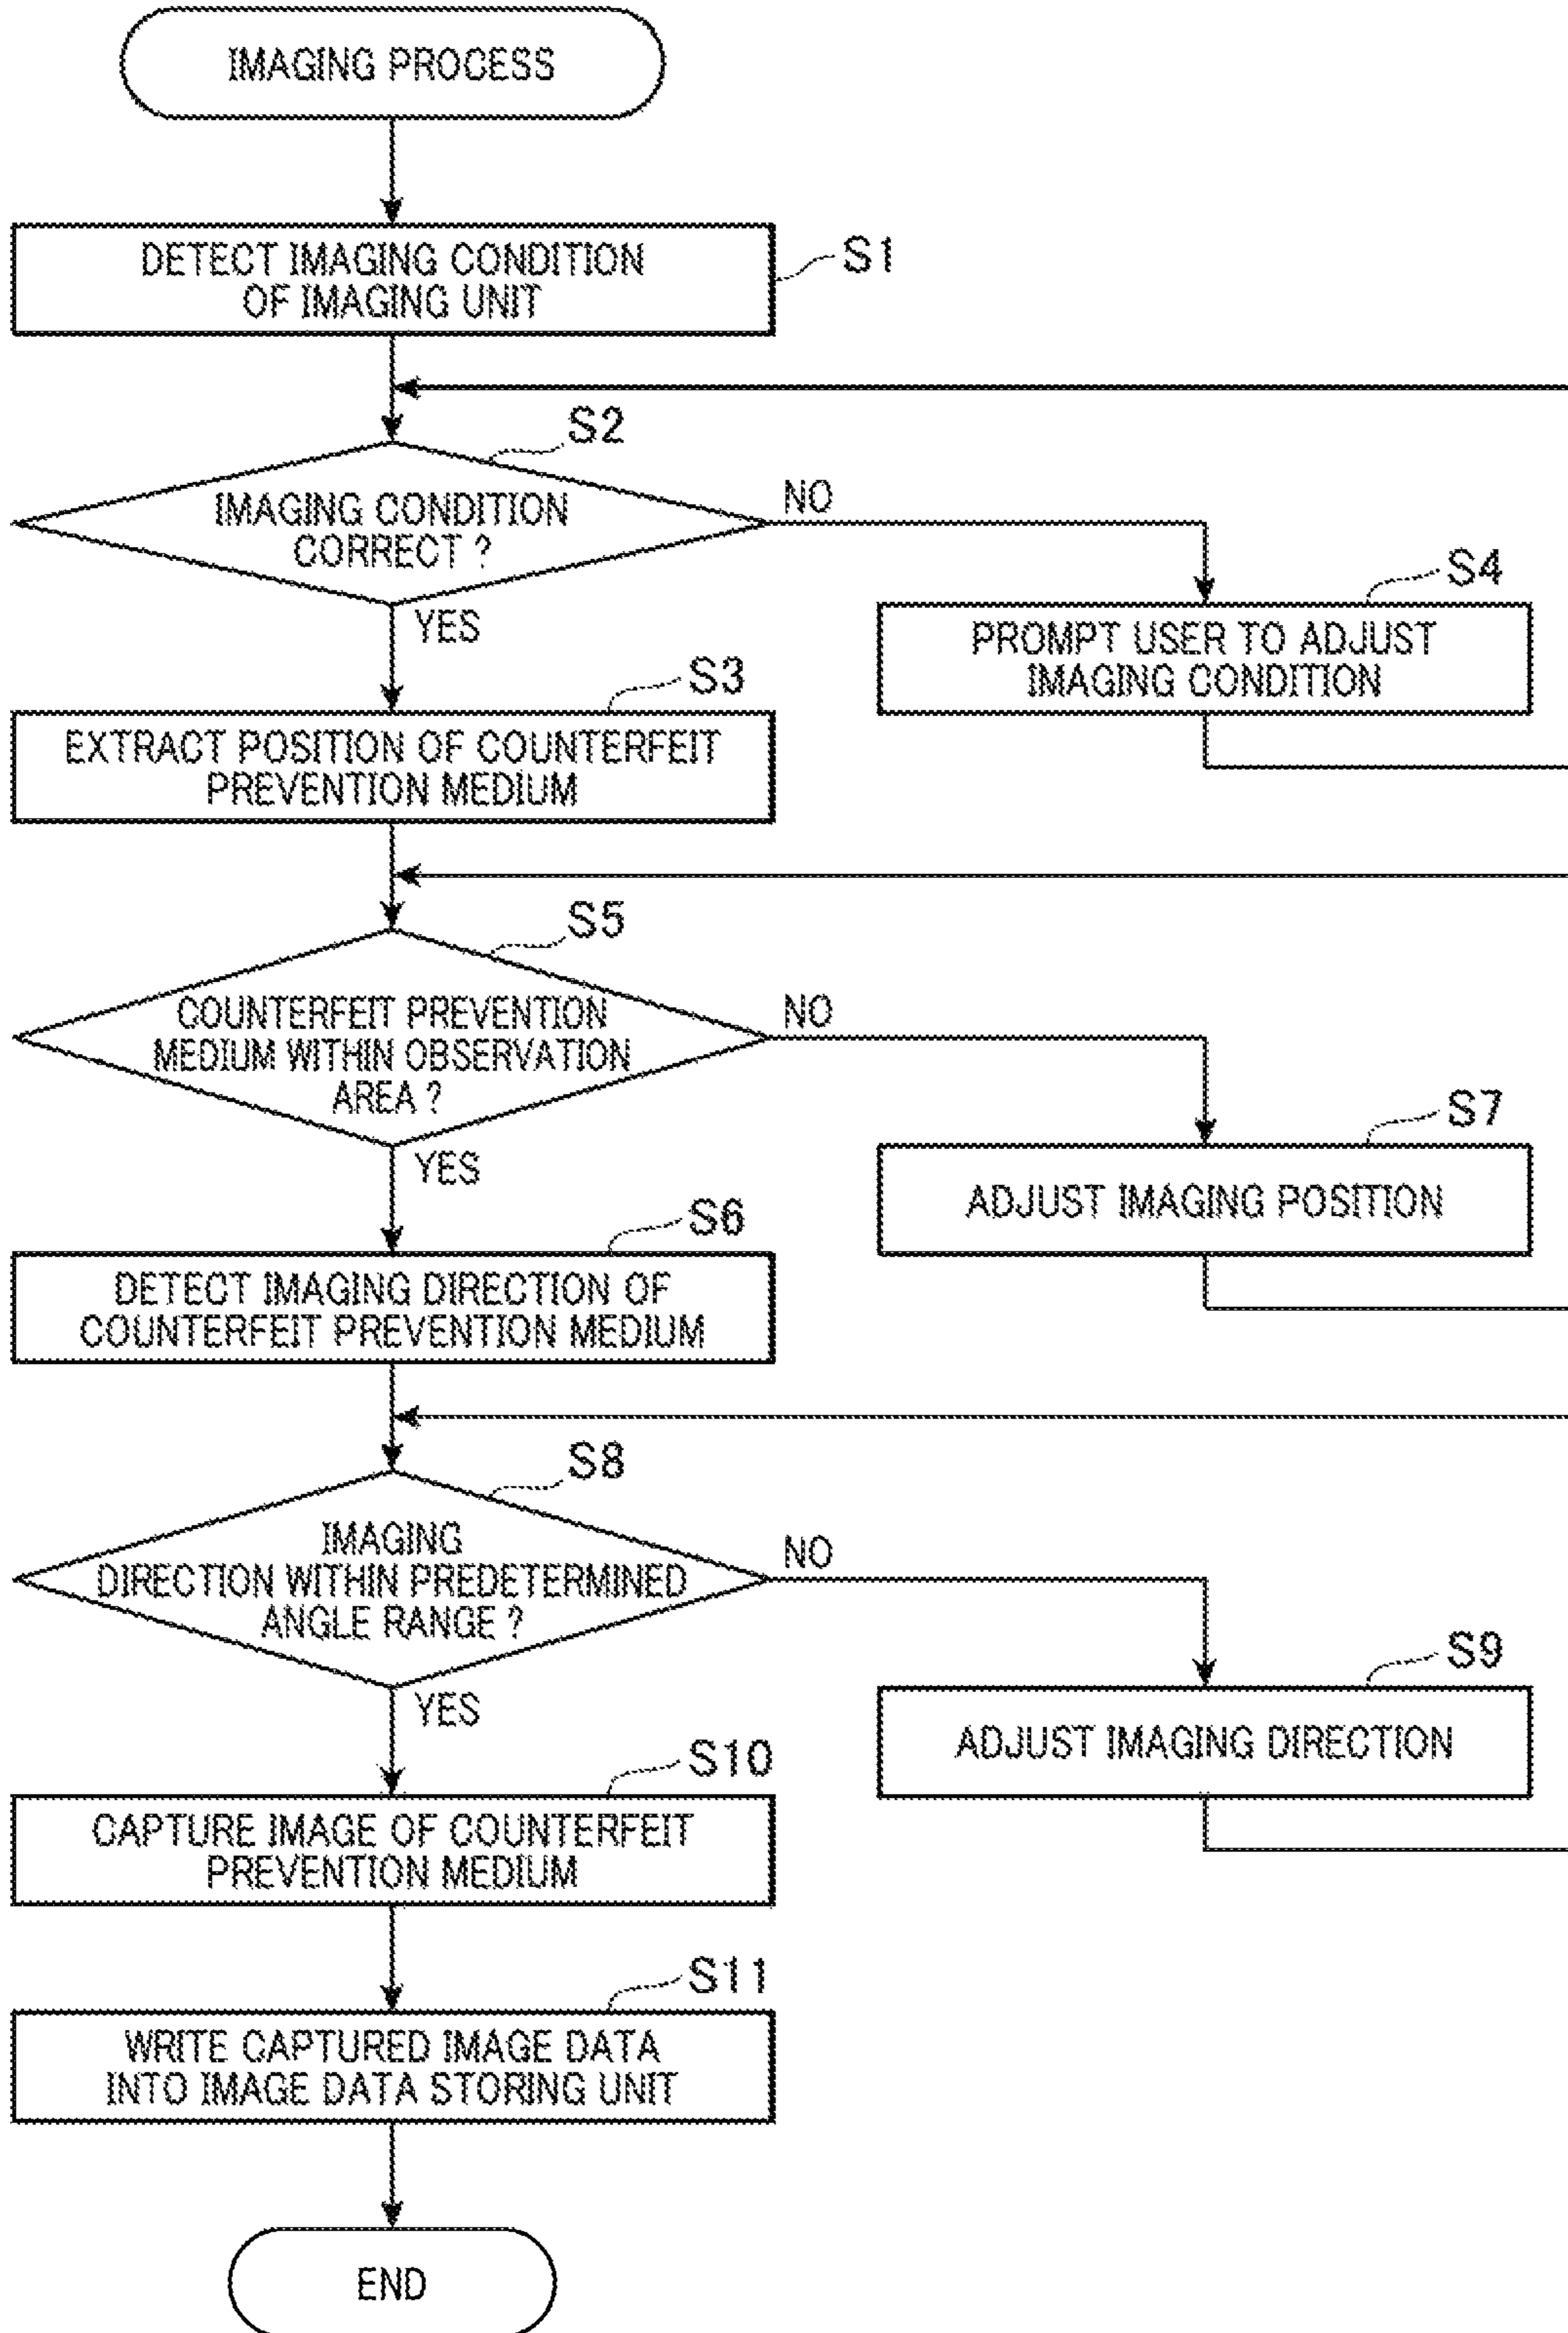 IMAGING PROCESS
DETECT IMAGING CONDITION
OF IMAGING UNIT
S1
S2
IMAGING CONDITION
CORRECT ?
NO
YES
S4
PROMPT USER TO ADJUST
IMAGING CONDITION
S3
EXTRACT POSITION OF COUNTERFEIT
PREVENTION MEDIUM
S5
COUNTERFEIT PREVENTION
MEDIUM WITHIN OBSERVATION
AREA ?
NO
YES
S7
ADJUST IMAGING POSITION
S6
DETECT IMAGING DIRECTION OF
COUNTERFEIT PREVENTION MEDIUM
S8
IMAGING
DIRECTION WITHIN PREDETERMINED
ANGLE RANGE ?
NO
YES
S9
ADJUST IMAGING DIRECTION
S10
CAPTURE IMAGE OF COUNTERFEIT
PREVENTION MEDIUM
S11
WRITE CAPTURED IMAGE DATA
INTO IMAGE DATA STORING UNIT
END